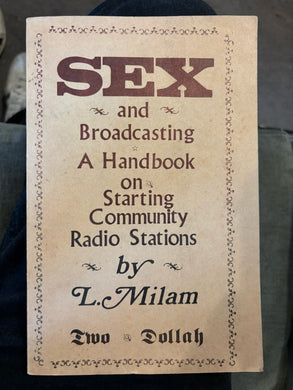 SEX
and
Broadcasting
A Handbook
on
Starting
Community
Radio Stations
by
L. Milam
Two Dollah